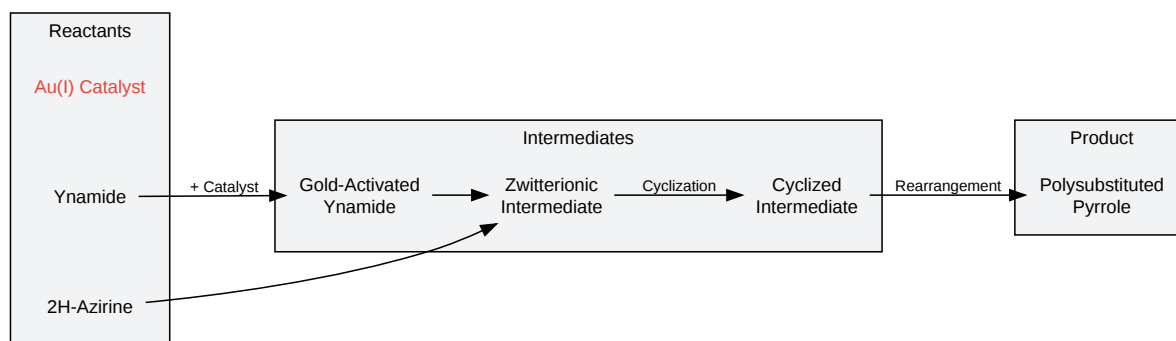 Reactants
Au(I) Catalyst
Ynamide
2H-Azirine
+ Catalyst
Intermediates
Gold-Activated
Ynamide
Zwitterionic
Intermediate
Cyclization
Cyclized
Intermediate
Rearrangement
Product
Polysubstituted
Pyrrole